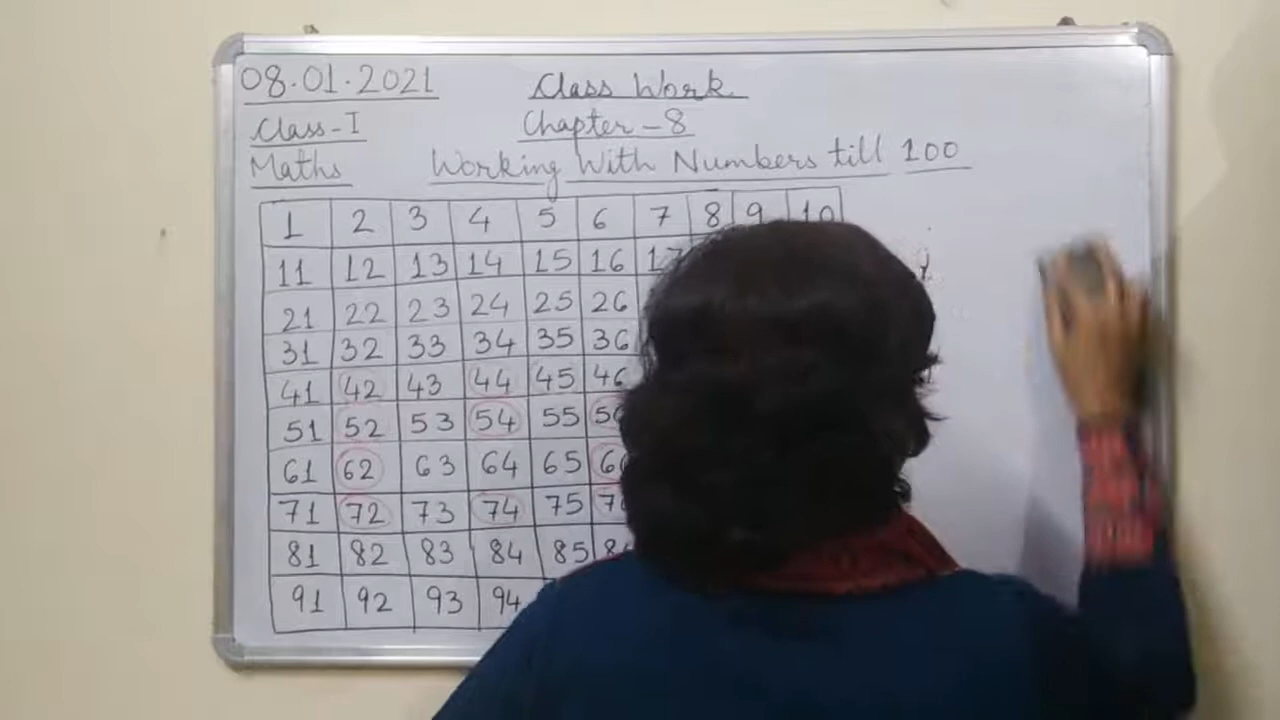 08.01.2021 Class Work
Class-I Chapter-8
Maths Working With Numbers till 100
1 2 3 4 5 6 7 8 9 10
11 12 13 14 15 16 17
21 22 23 24 25 26
31 32 33 34 35 36
41 42 43 44 45 46
51 52 53 54 55
61 62 63 64 65
71 72 73 74 75
81 82 83 84 85
91 92 93 94